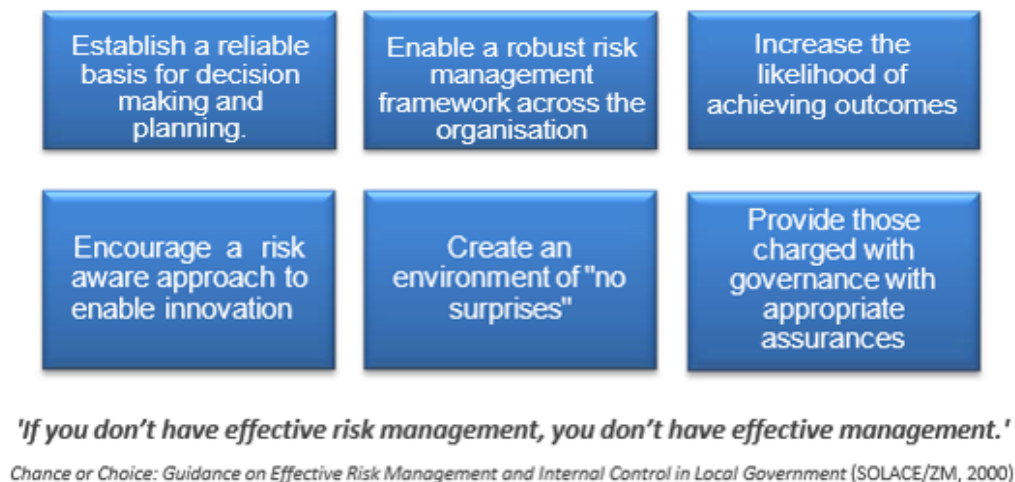 Establish a reliable
basis for decision
making and
planning.
Enable a robust risk
management
framework across the
organisation
Increase the
likelihood of
achieving outcomes
Encourage a risk
aware approach to
enable innovation
Create an
environment of "no
surprises"
Provide those
charged with
governance with
appropriate
assurances
'If you don’t have effective risk management, you don’t have effective management.'
Chance or Choice: Guidance on Effective Risk Management and Internal Control in Local Government (SOLACE/ZM, 2000)